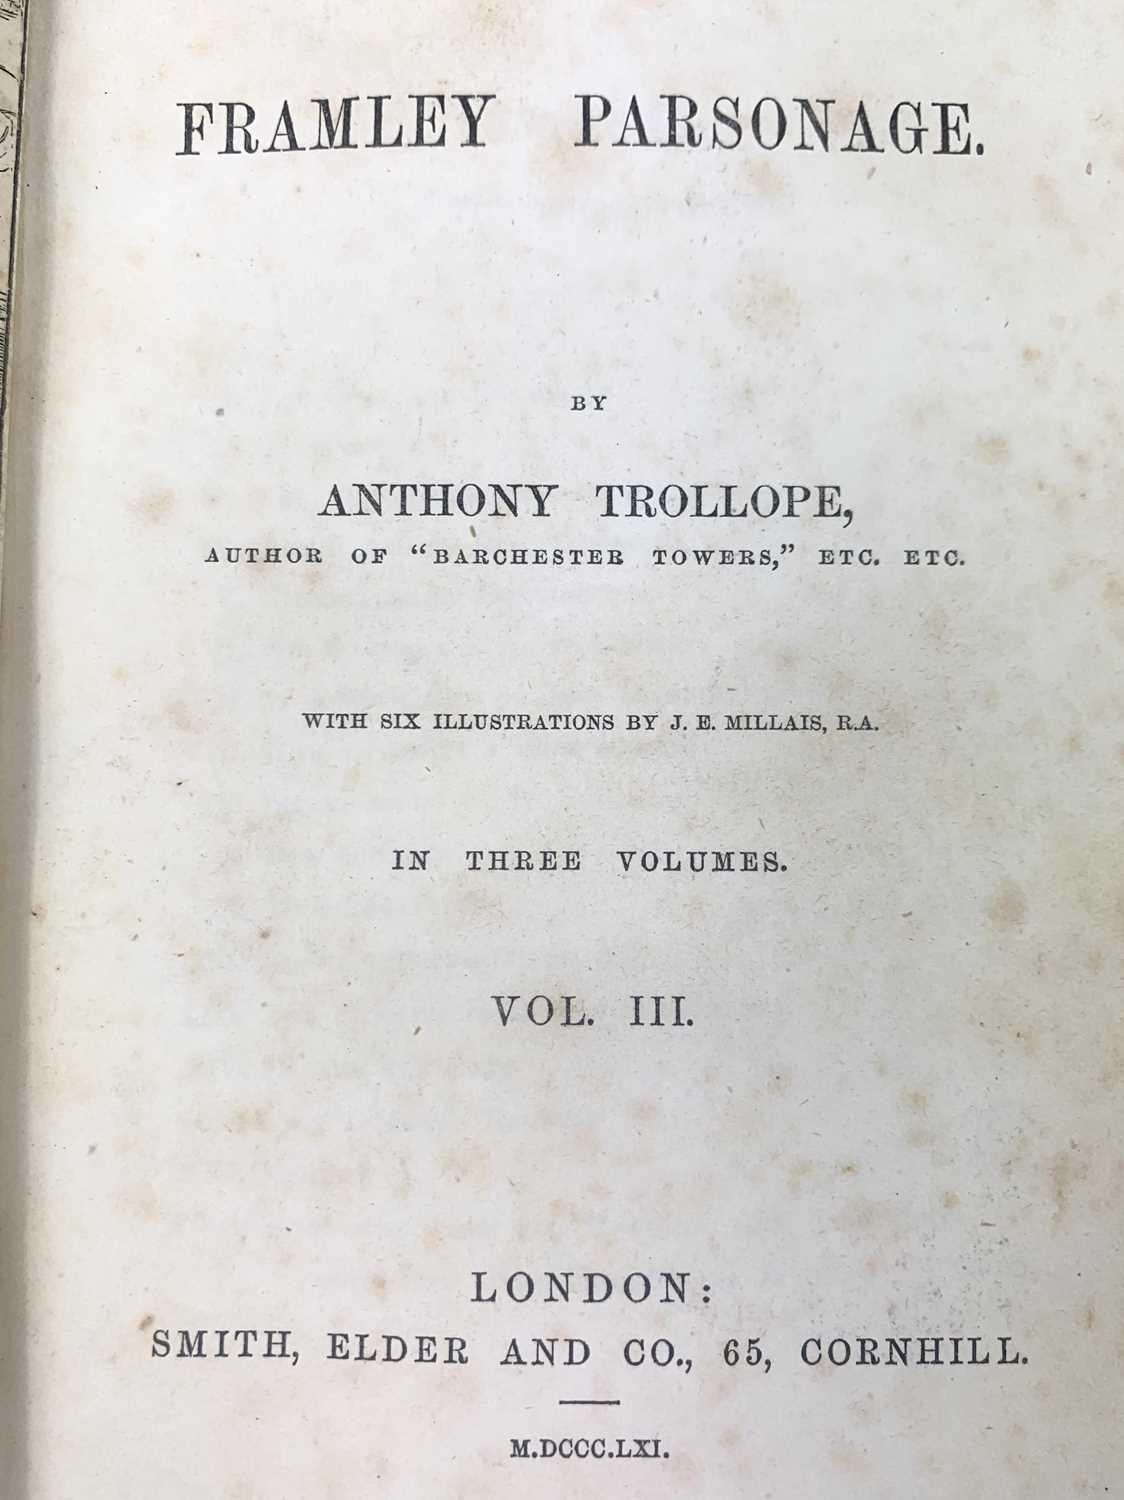 FRAMLEY PARSONAGE.
BY
ANTHONY TROLLOPE,
AUTHOR OF “BARCHESTER TOWERS,” ETC. ETC.
WITH SIX ILLUSTRATIONS BY J. E. MILLAIS, R.A.
IN THREE VOLUMES.
VOL. III.
LONDON:
SMITH, ELDER AND CO., 65, CORNHILL.
M.DCCC.LXI.